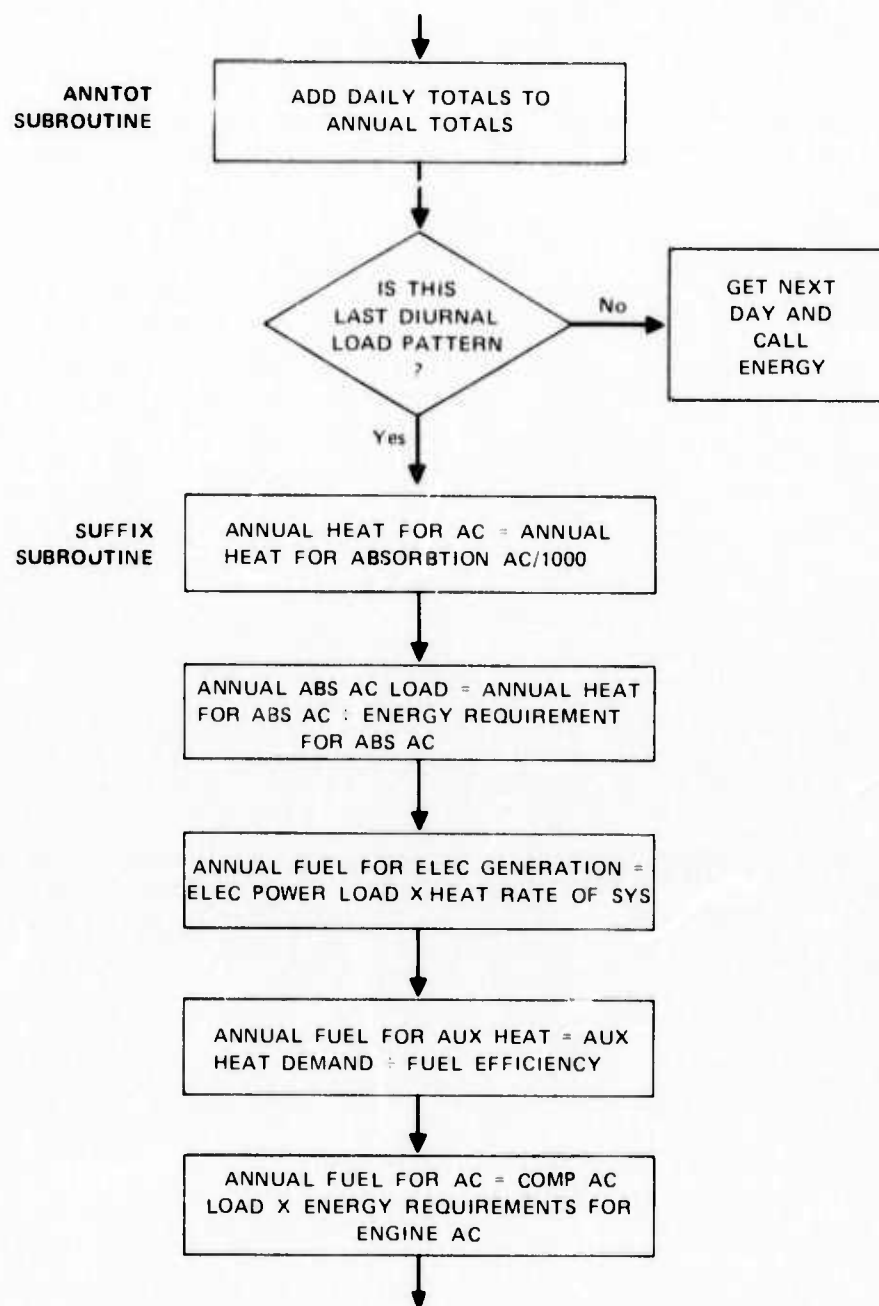 ANNTOT
SUBROUTINE
ADD DAILY TOTALS TO
ANNUAL TOTALS
IS THIS
LAST DIURNAL
LOAD PATTERN
?
No
GET NEXT
DAY AND
CALL
ENERGY
Yes
SUFFIX
SUBROUTINE
ANNUAL HEAT FOR AC = ANNUAL
HEAT FOR ABSORBTION AC/1000
ANNUAL ABS AC LOAD = ANNUAL HEAT
FOR ABS AC ÷ ENERGY REQUIREMENT
FOR ABS AC
ANNUAL FUEL FOR ELEC GENERATION =
ELEC POWER LOAD X HEAT RATE OF SYS
ANNUAL FUEL FOR AUX HEAT = AUX
HEAT DEMAND ÷ FUEL EFFICIENCY
ANNUAL FUEL FOR AC = COMP AC
LOAD X ENERGY REQUIREMENTS FOR
ENGINE AC